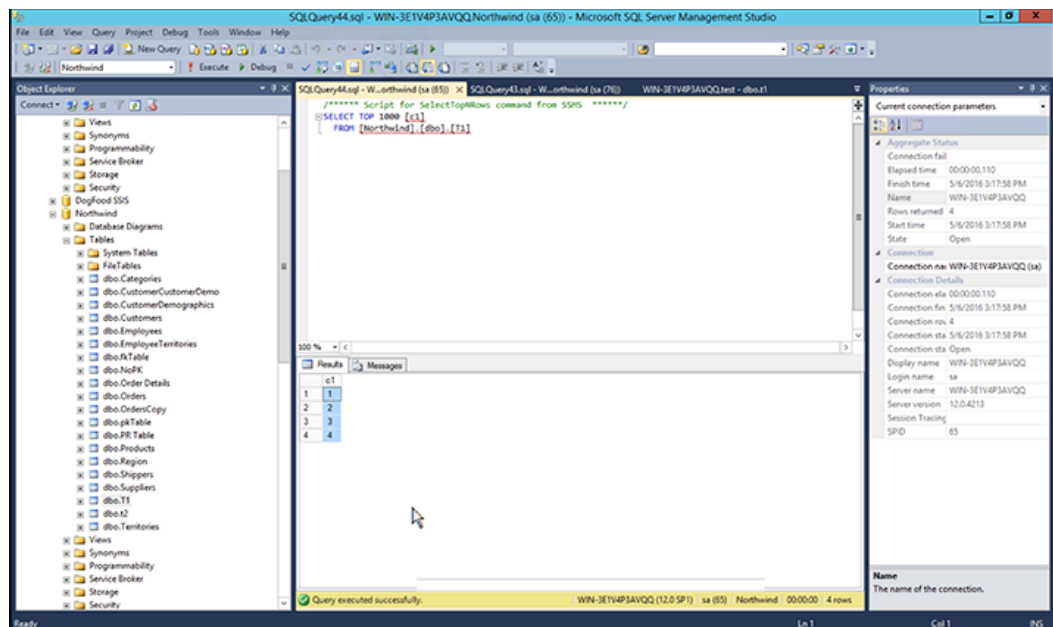 SQLQuery44.sql - WIN-3E1V4P3AVQQ.Northwind (sa (65)) - Microsoft SQL Server Management Studio
File Edit View Query Project Debug Tools Window Help
New Query
Northwind
Execute
Debug
Object Explorer
Connect
Views
Synonyms
Programmability
Service Broker
Storage
Security
DogFood SSIS
Northwind
Database Diagrams
Tables
System Tables
FileTables
dbo.Categories
dbo.CustomerCustomerDemo
dbo.CustomerDemographics
dbo.Customers
dbo.Employees
dbo.EmployeeTerritories
dbo.fkTable
dbo.NoPK
dbo.Order Details
dbo.Orders
dbo.OrdersCopy
dbo.pkTable
dbo.PR Table
dbo.Products
dbo.Region
dbo.Shippers
dbo.Suppliers
dbo.T1
dbo.t2
dbo.Territories
Views
Synonyms
Programmability
Service Broker
Storage
Security
SQLQuery44.sql - W...orthwind (sa (65))
SQLQuery43.sql - W...orthwind (sa (76))
WIN-3E1V4P3AVQQ.test - dbo.t1
/****** Script for SelectTopNRows command from SSMS ******/
SELECT TOP 1000 [c1]
FROM [Northwind].[dbo].[T1]
100 %
Results
Messages
c1
1 1
2 2
3 3
4 4
Query executed successfully.
WIN-3E1V4P3AVQQ (12.0 SP1)
sa (65)
Northwind
00:00:00
4 rows
Properties
Current connection parameters
Aggregate Status
Connection fail
Elapsed time 00:00:00.110
Finish time 5/6/2016 3:17:58 PM
Name WIN-3E1V4P3AVQQ
Rows returned 4
Start time 5/6/2016 3:17:58 PM
State Open
Connection
Connection nar WIN-3E1V4P3AVQQ (sa)
Connection Details
Connection ela 00:00:00.110
Connection fin 5/6/2016 3:17:58 PM
Connection rov 4
Connection sta 5/6/2016 3:17:58 PM
Connection sta Open
Display name WIN-3E1V4P3AVQQ
Login name sa
Server name WIN-3E1V4P3AVQQ
Server version 12.0.4213
Session Tracing
SPID 65
Name
The name of the connection.
Ready
Ln 1
Col 1
INS